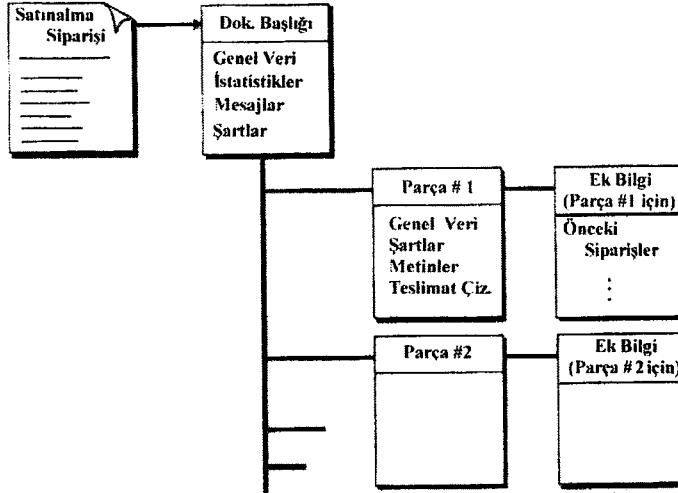 Satınalma
Siparişi
Dok. Başlığı
Genel Veri
İstatistikler
Mesajlar
Şartlar
Parça # 1
Genel Veri
Şartlar
Metinler
Teslimat Çiz.
Ek Bilgi
(Parça #1 için)
Önceki
Siparişler
Parça #2
Ek Bilgi
(Parça # 2 için)